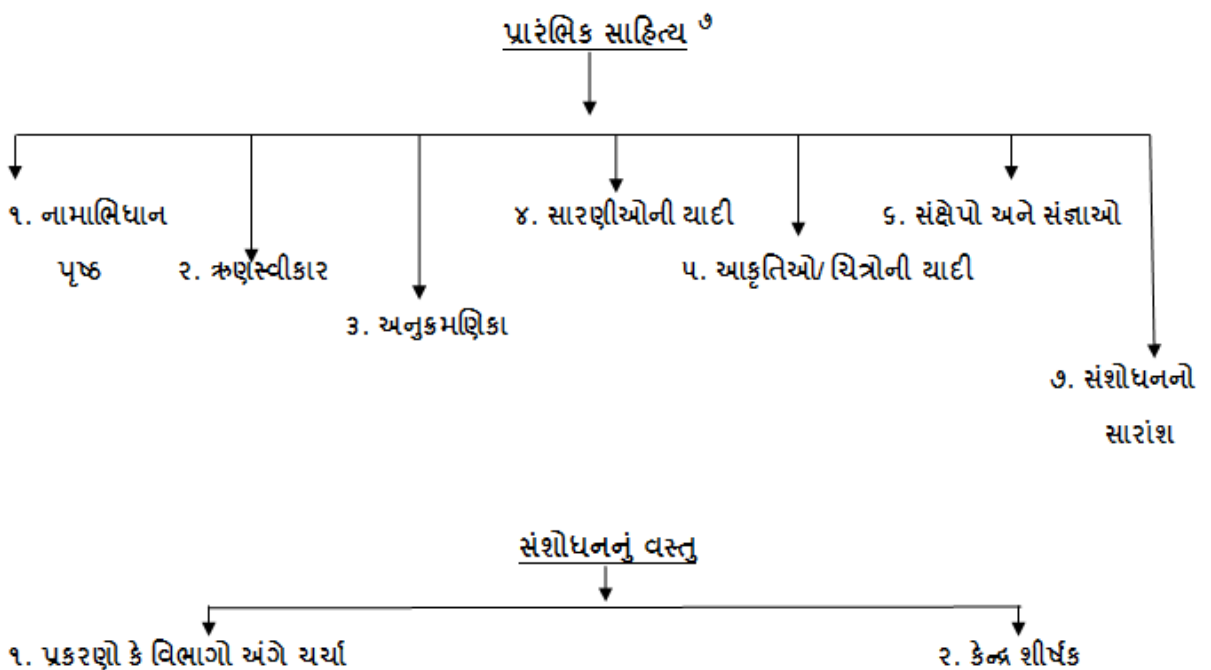 પ્રારંભિક સાહિત્ય ૭
૧. નામાભિધાન
પૃષ્ઠ
૨. ઋણસ્વીકાર
૩. અનુક્રમણિકા
૪. સારણીઓની યાદી
૫. આકૃતિઓ/ ચિત્રોની યાદી
૬. સંક્ષેપો અને સંજ્ઞાઓ
૭. સંશોધનનો
સારાંશ
સંશોધનનું વસ્તુ
૧. પ્રકરણો કે વિભાગો અંગે ચર્ચા
૨. કેન્દ્ર શીર્ષક